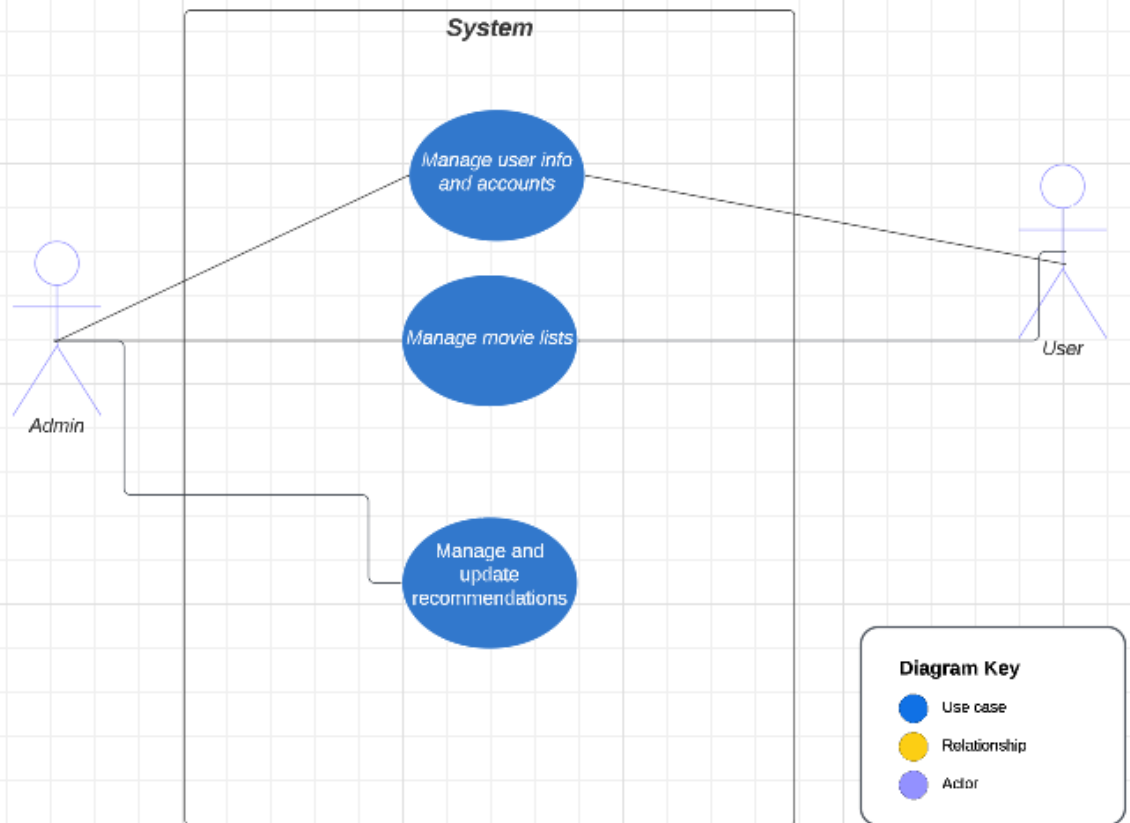 System
Manage user info
and accounts
Manage movie lists
User
Admin
Manage and
update
recommendations
Diagram Key
Use case
Relationship
Actor